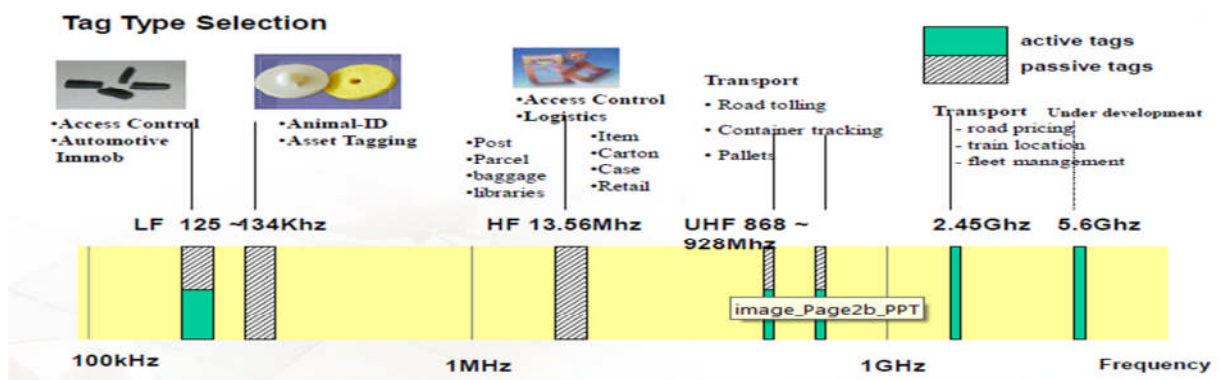 Tag Type Selection
active tags
passive tags
•Access Control
•Automotive
Immob
•Animal-ID
•Asset Tagging
•Access Control
•Logistics
•Post
•Parcel
•baggage
•libraries
•Item
•Carton
•Case
•Retail
Transport
• Road tolling
• Container tracking
• Pallets
Transport
- road pricing
- train location
- fleet management
Under development
LF 125 ~134Khz
HF 13.56Mhz
UHF 868 ~
928Mhz
2.45Ghz
5.6Ghz
image_Page2b_PPT
100kHz
1MHz
1GHz
Frequency